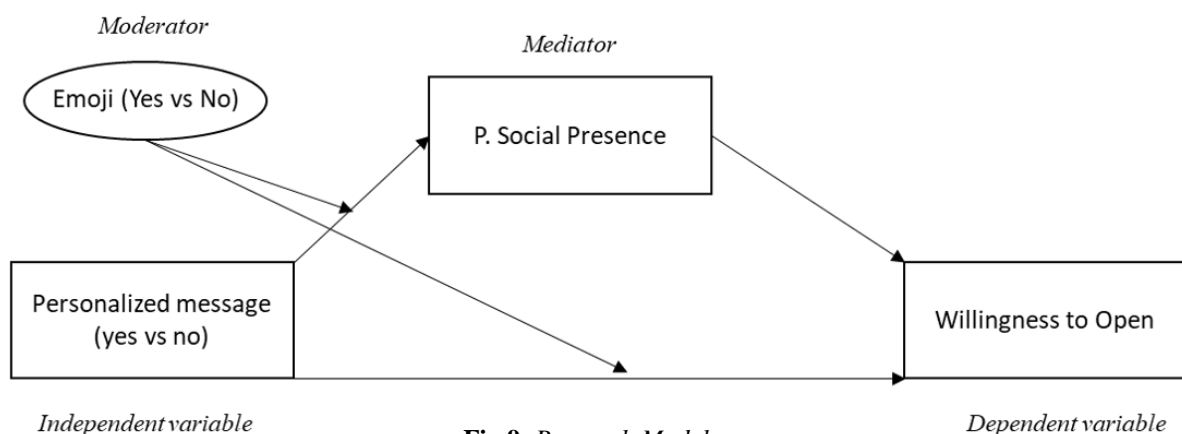 Moderator
Mediator
Emoji (Yes vs No)
P. Social Presence
Personalized message
(yes vs no)
Willingness to Open
Independent variable
Dependent variable